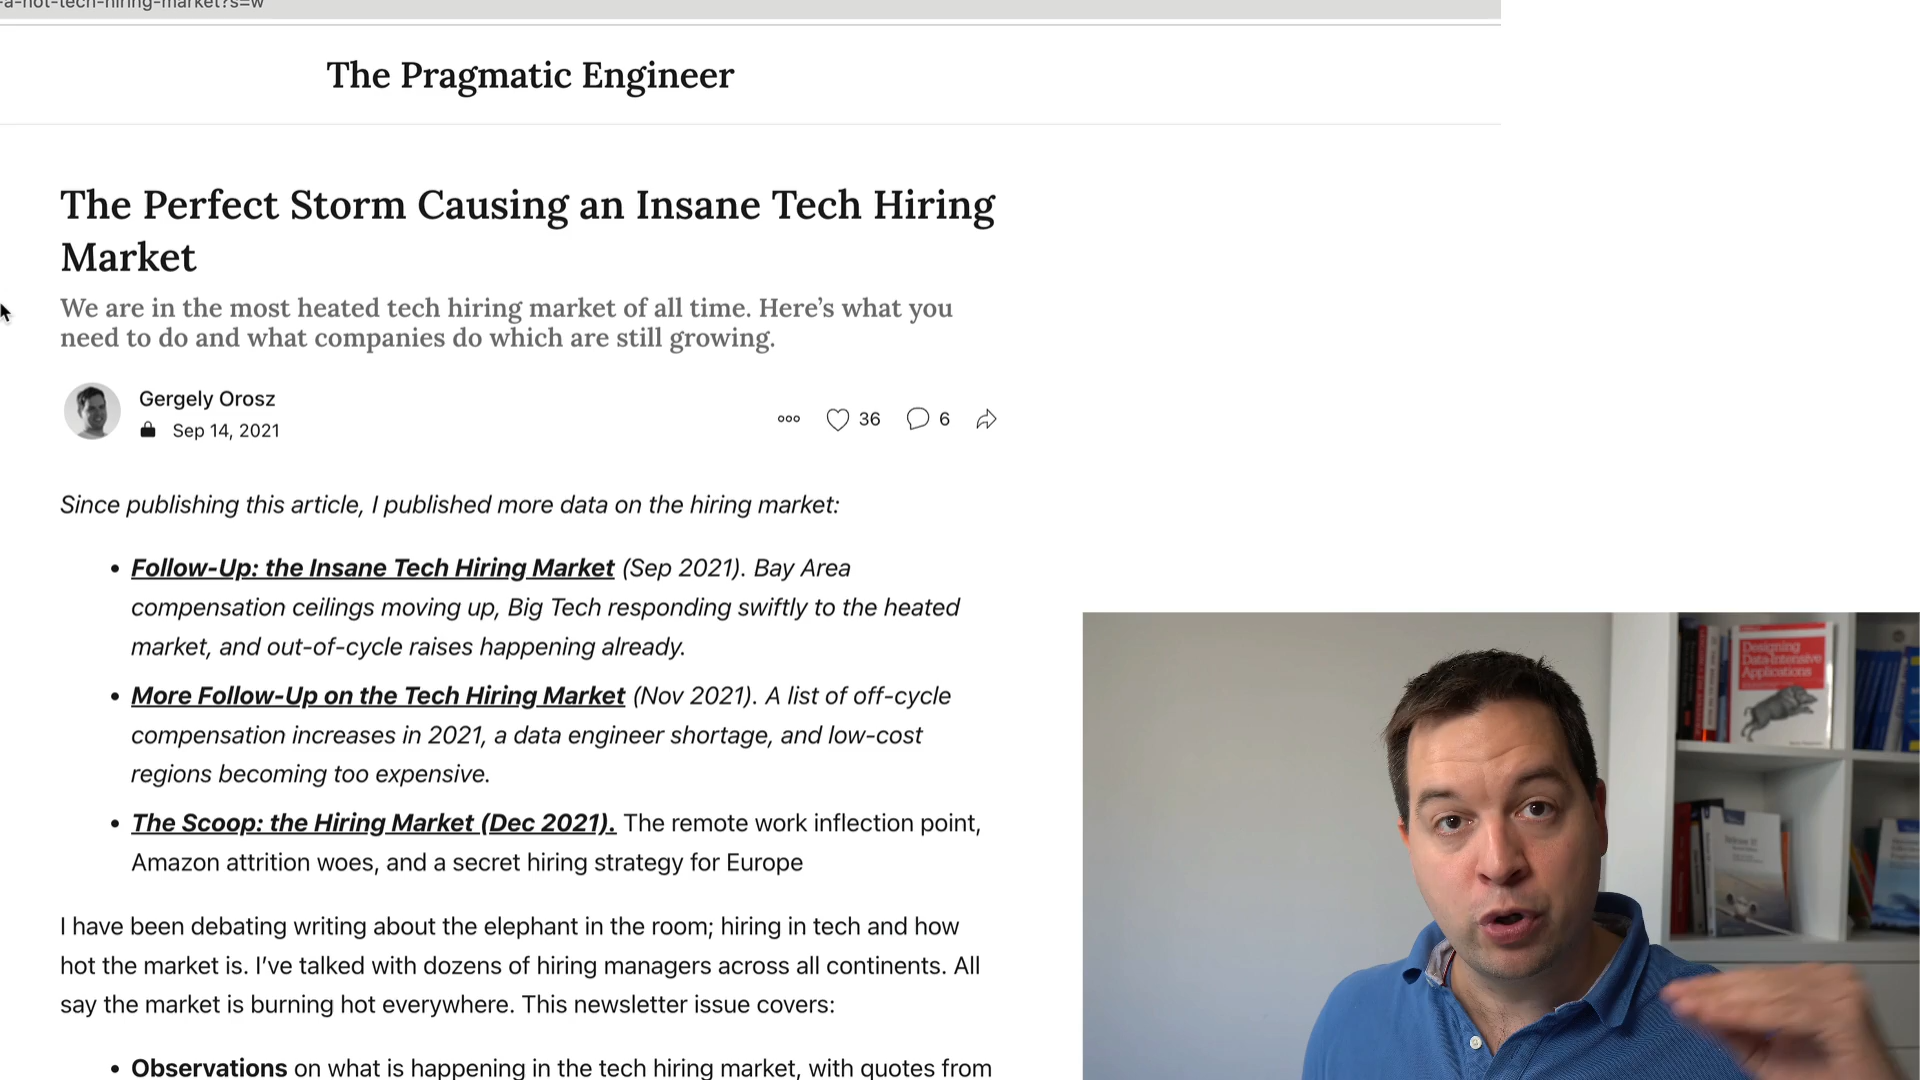 -a-hot-tech-hiring-market?s=w
The Pragmatic Engineer
The Perfect Storm Causing an Insane Tech Hiring
Market
We are in the most heated tech hiring market of all time. Here’s what you
need to do and what companies do which are still growing.
Gergely Orosz
Sep 14, 2021
36
6
Since publishing this article, I published more data on the hiring market:
• Follow-Up: the Insane Tech Hiring Market (Sep 2021). Bay Area
compensation ceilings moving up, Big Tech responding swiftly to the heated
market, and out-of-cycle raises happening already.
• More Follow-Up on the Tech Hiring Market (Nov 2021). A list of off-cycle
compensation increases in 2021, a data engineer shortage, and low-cost
regions becoming too expensive.
• The Scoop: the Hiring Market (Dec 2021). The remote work inflection point,
Amazon attrition woes, and a secret hiring strategy for Europe
I have been debating writing about the elephant in the room; hiring in tech and how
hot the market is. I’ve talked with dozens of hiring managers across all continents. All
say the market is burning hot everywhere. This newsletter issue covers:
• Observations on what is happening in the tech hiring market, with quotes from
Designing
Data-Intensive
Applications
Release It!